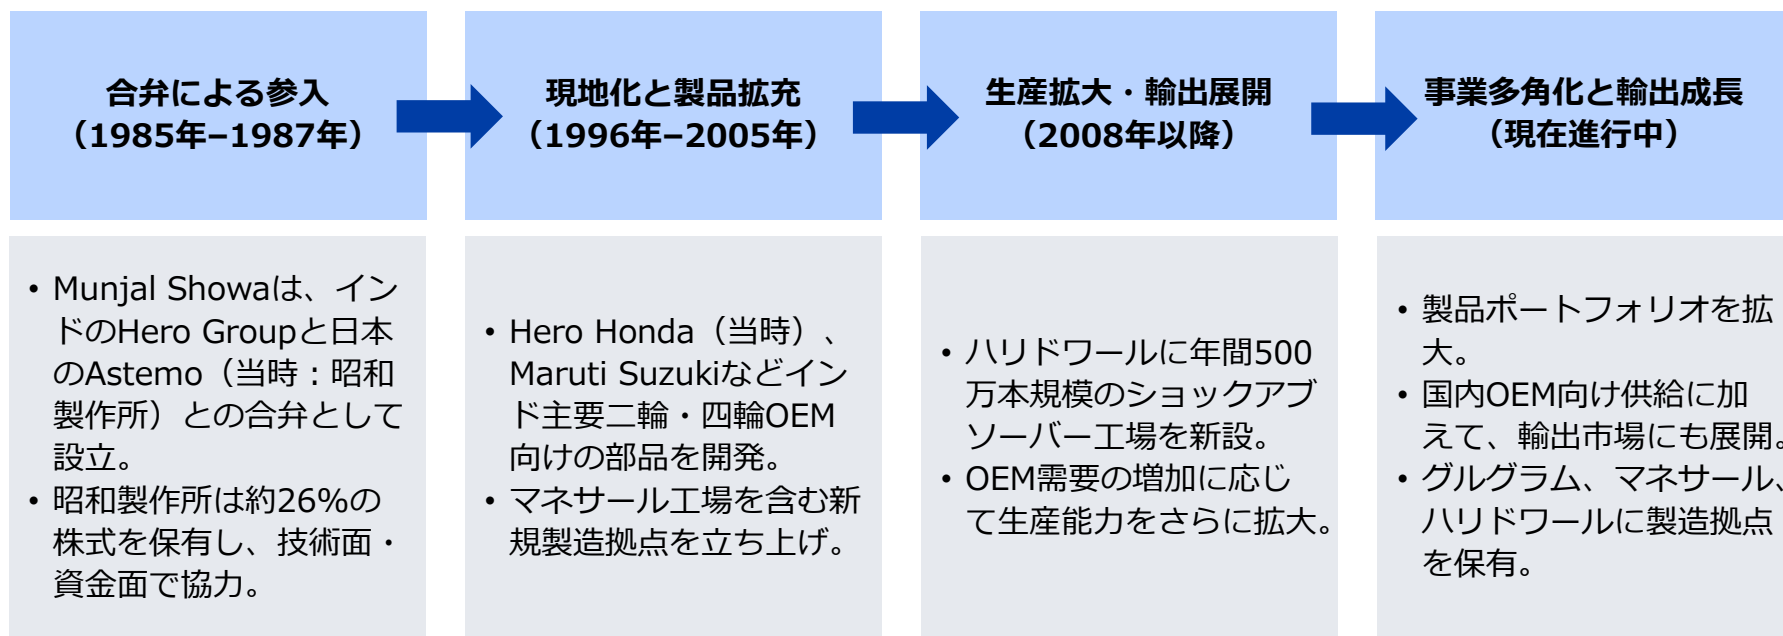 合弁による参入
（1985年–1987年）
現地化と製品拡充
（1996年–2005年）
生産拡大・輸出展開
（2008年以降）
事業多角化と輸出成長
（現在進行中）
• Munjal Showaは、イン
ドのHero Groupと日本
のAstemo（当時：昭和
製作所）との合弁として
設立。
• 昭和製作所は約26%の
株式を保有し、技術面・
資金面で協力。
• Hero Honda（当時）、
Maruti Suzukiなどイン
ド主要二輪・四輪OEM
向けの部品を開発。
• マネサール工場を含む新
規製造拠点を立ち上げ。
• ハリドワールに年間500
万本規模のショックアブ
ソーバー工場を新設。
• OEM需要の増加に応じ
て生産能力をさらに拡大。
• 製品ポートフォリオを拡
大。
• 国内OEM向け供給に加
えて、輸出市場にも展開。
• グルグラム、マネサール、
ハリドワールに製造拠点
を保有。